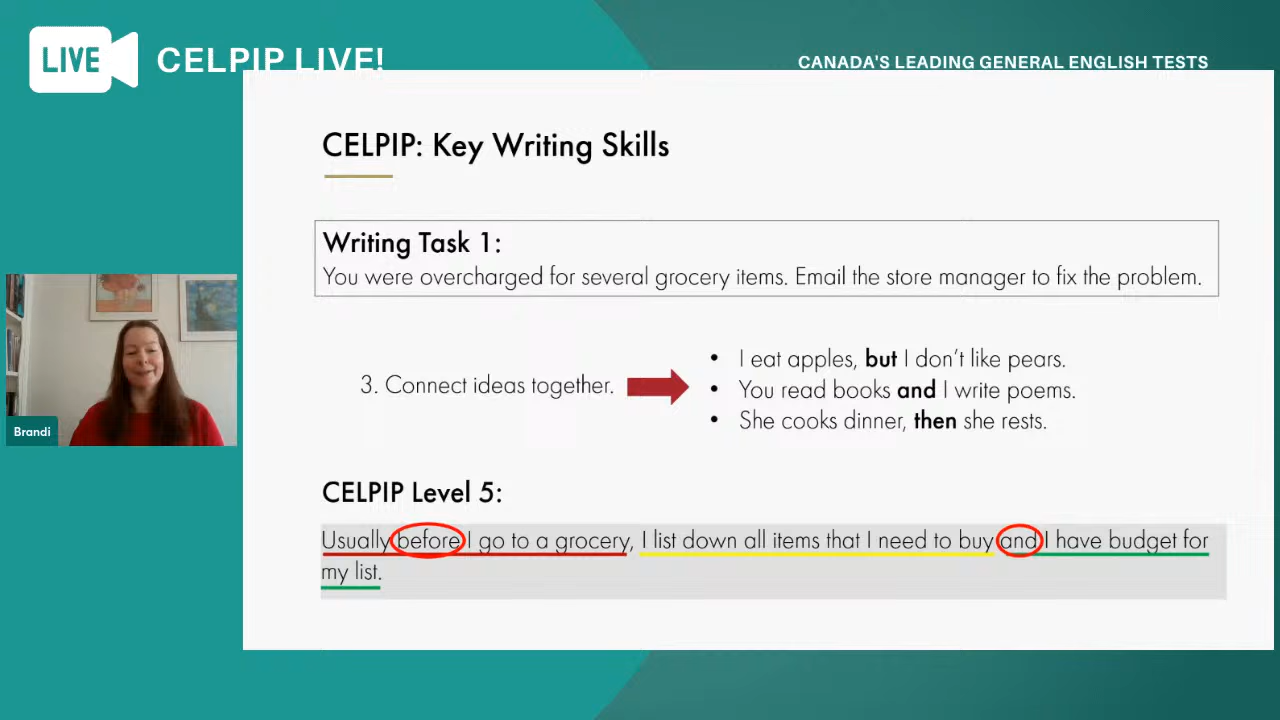 LIVE
CELPIP LIVE!
CANADA'S LEADING GENERAL ENGLISH TESTS
CELPIP: Key Writing Skills
Writing Task 1:
You were overcharged for several grocery items. Email the store manager to fix the problem.
3. Connect ideas together.
• I eat apples, but I don't like pears.
• You read books and I write poems.
• She cooks dinner, then she rests.
Brandi
CELPIP Level 5:
Usually before I go to a grocery, I list down all items that I need to buy and I have budget for
my list.